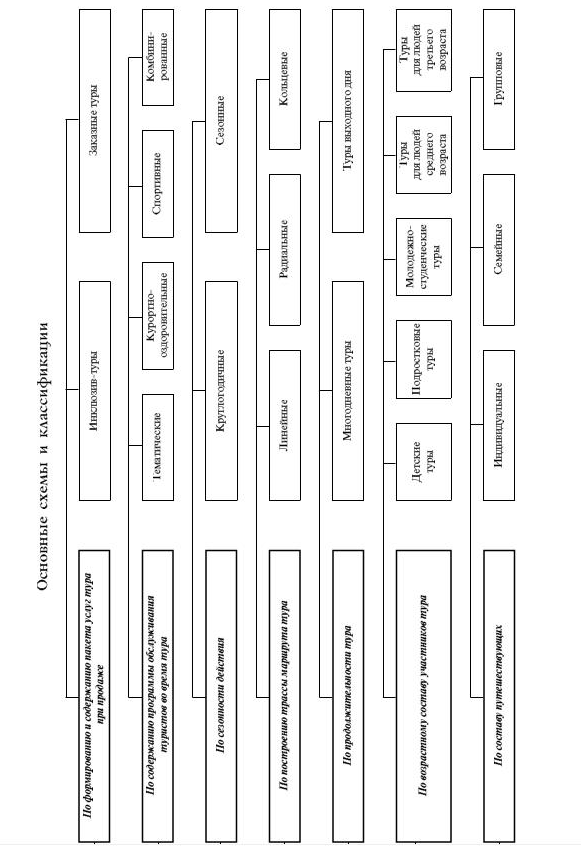 Основные схемы и классификации
По формированию и содержанию пакета услуг тура
при продаже
Инклюзив-туры
Заказные туры
По содержанию программы обслуживания
туристов во время тура
Тематические
Курортно-
оздоровительные
Спортивные
Комбини-
рованные
По сезонности действия
Круглогодичные
Сезонные
По построению трассы маршрута тура
Линейные
Радиальные
Кольцевые
По продолжительности тура
Многодневные туры
Туры выходного дня
По возрастному составу участников тура
Детские
туры
Подростковые
туры
Молодежно-
студенческие
туры
Туры
для людей
среднего
возраста
Туры
для людей
третьего
возраста
По составу путешествующих
Индивидуальные
Семейные
Групповые